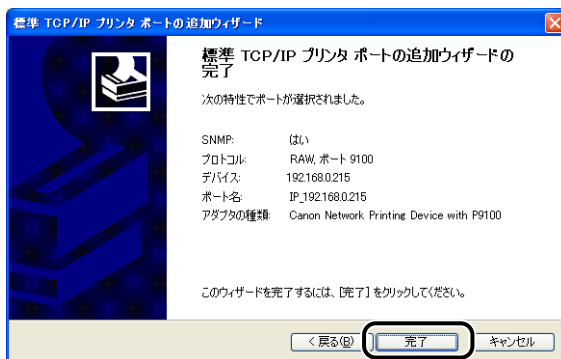 標準 TCP/IP プリンタ ポートの追加ウィザード
標準 TCP/IP プリンタ ポートの追加ウィザードの
完了
次の特性でポートが選択されました。
SNMP: はい
プロトコル: RAW, ポート 9100
デバイス: 192.168.0.215
ポート名: IP_192.168.0.215
アダプタの種類: Canon Network Printing Device with P9100
このウィザードを完了するには、[完了] をクリックしてください。
< 戻る(B) 完了 キャンセル